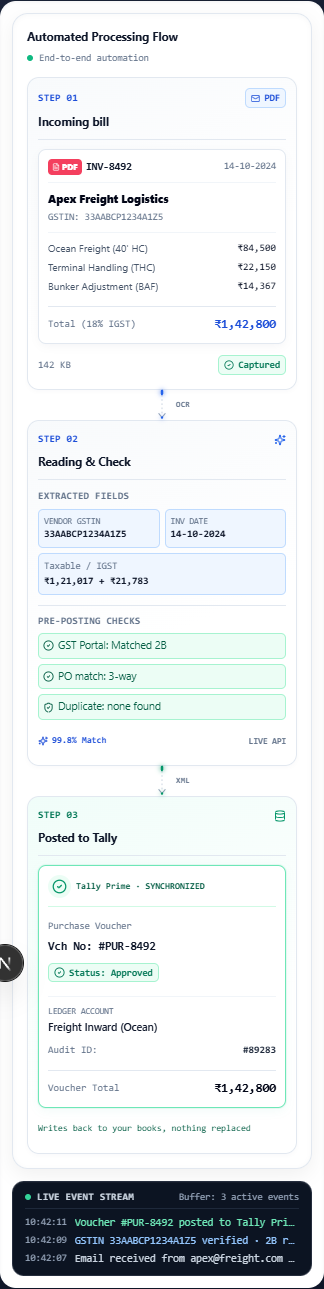 Automated Processing Flow
End-to-end automation
STEP 01
PDF
Incoming bill
PDF INV-8492 14-10-2024
Apex Freight Logistics
GSTIN: 33AABCP1234A1Z5
Ocean Freight (40' HC) ₹84,500
Terminal Handling (THC) ₹22,150
Bunker Adjustment (BAF) ₹14,367
Total (18% IGST) ₹1,42,800
142 KB Captured
OCR
STEP 02
Reading & Check
EXTRACTED FIELDS
VENDOR GSTIN
33AABCP1234A1Z5
INV DATE
14-10-2024
Taxable / IGST
₹1,21,017 + ₹21,783
PRE-POSTING CHECKS
GST Portal: Matched 2B
PO match: 3-way
Duplicate: none found
99.8% Match LIVE API
XML
STEP 03
Posted to Tally
Tally Prime · SYNCHRONIZED
Purchase Voucher
Vch No: #PUR-8492
Status: Approved
LEDGER ACCOUNT
Freight Inward (Ocean)
Audit ID: #89283
Voucher Total ₹1,42,800
Writes back to your books, nothing replaced
N
LIVE EVENT STREAM Buffer: 3 active events
10:42:11 Voucher #PUR-8492 posted to Tally Pri…
10:42:09 GSTIN 33AABCP1234A1Z5 verified · 2B r…
10:42:07 Email received from apex@freight.com …